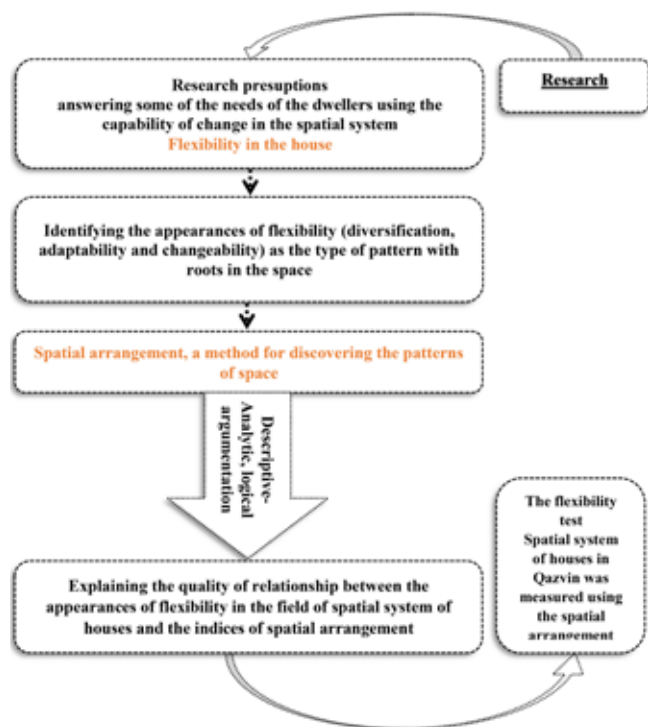 Research
Research presuptions
answering some of the needs of the dwellers using the
capability of change in the spatial system
Flexibility in the house
Identifying the appearances of flexibility (diversification,
adaptability and changeability) as the type of pattern with
roots in the space
Spatial arrangement, a method for discovering the patterns
of space
Descriptive-
Analytic, logical
argumentation
Explaining the quality of relationship between the
appearances of flexibility in the field of spatial system of
houses and the indices of spatial arrangement
The flexibility
test
Spatial system
of houses in
Qazvin was
measured using
the spatial
arrangement